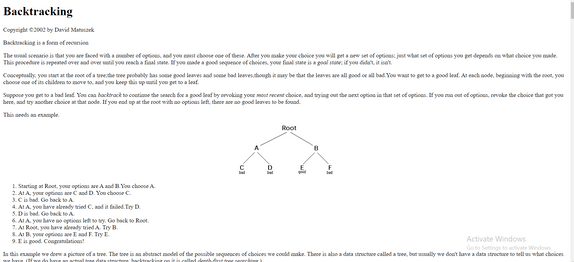 Backtracking
Copyright ©2002 by David Matuszek
Backtracking is a form of recursion
The usual scenario is that you are faced with a number of options, and you must choose one of these. After you make your choice you will get a new set of options; just what set of options you get depends on what choice you made.
This procedure is repeated over and over until you reach a final state. If you made a good sequence of choices, your final state is a goal state; if you didn't, it isn't.
Conceptually, you start at the root of a tree;the tree probably has some good leaves and some bad leaves,though it may be that the leaves are all good or all bad.You want to get to a good leaf. At each node, beginning with the root, you
choose one of its children to move to, and you keep this up until you get to a leaf.
Suppose you get to a bad leaf. You can backtrack to continue the search for a good leaf by revoking your most recent choice, and trying out the next option in that set of options. If you run out of options, revoke the choice that got you
here, and try another choice at that node. If you end up at the root with no options left, there are no good leaves to be found.
This needs an example.
Root
A B
C D E F
bad bad good bad
1. Starting at Root, your options are A and B.You choose A.
2. At A, your options are C and D. You choose C.
3. C is bad. Go back to A.
4. At A, you have already tried C, and it failed.Try D.
5. D is bad. Go back to A.
6. At A, you have no options left to try. Go back to Root.
7. At Root, you have already tried A. Try B.
8. At B, your options are E and F. Try E.
9. E is good. Congratulations!
Activate Windows
Go to Settings to activate Windows.
In this example we drew a picture of a tree. The tree is an abstract model of the possible sequences of choices we could make. There is also a data structure called a tree, but usually we don't have a data structure to tell us what choices
we have. (If we do have an actual tree data structure, backtracking on it is called depth-first tree searching.)